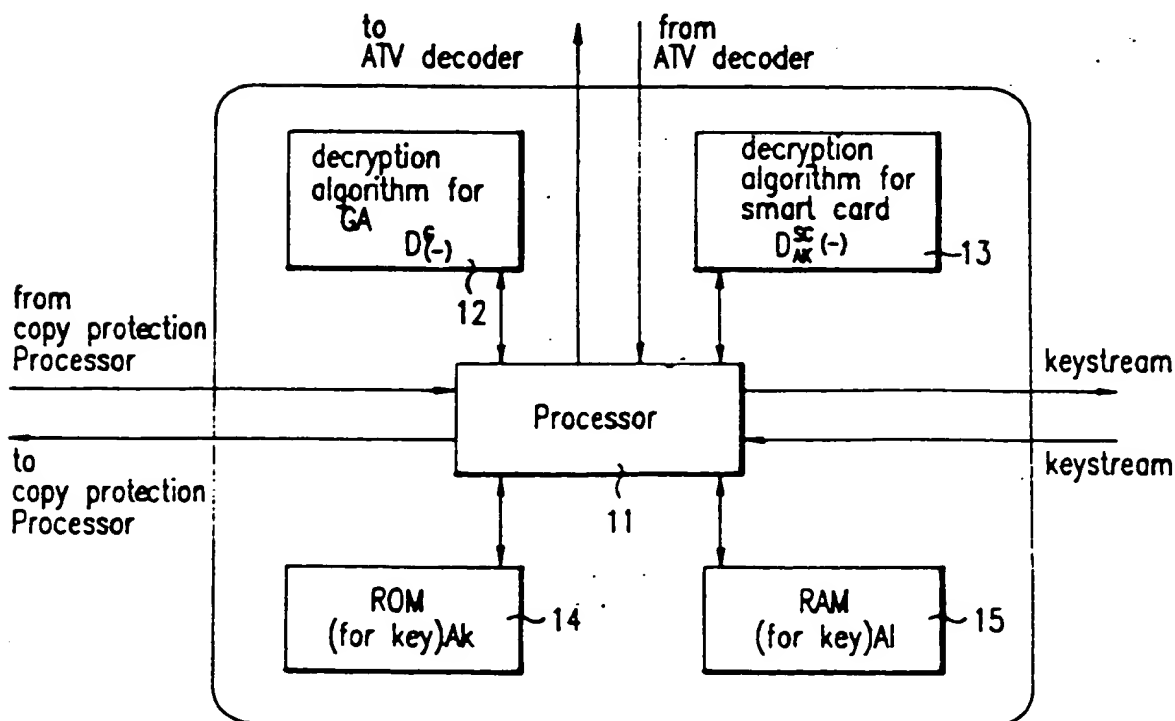 to
ATV decoder
from
ATV decoder
decryption
algorithm for
GA
D^G_(-)
12
decryption
algorithm for
smart card
D^SC_AK(-)
13
from
copy protection
Processor
Processor
11
keystream
to
copy protection
Processor
keystream
ROM
(for key)Ak
14
RAM
(for key)Al
15